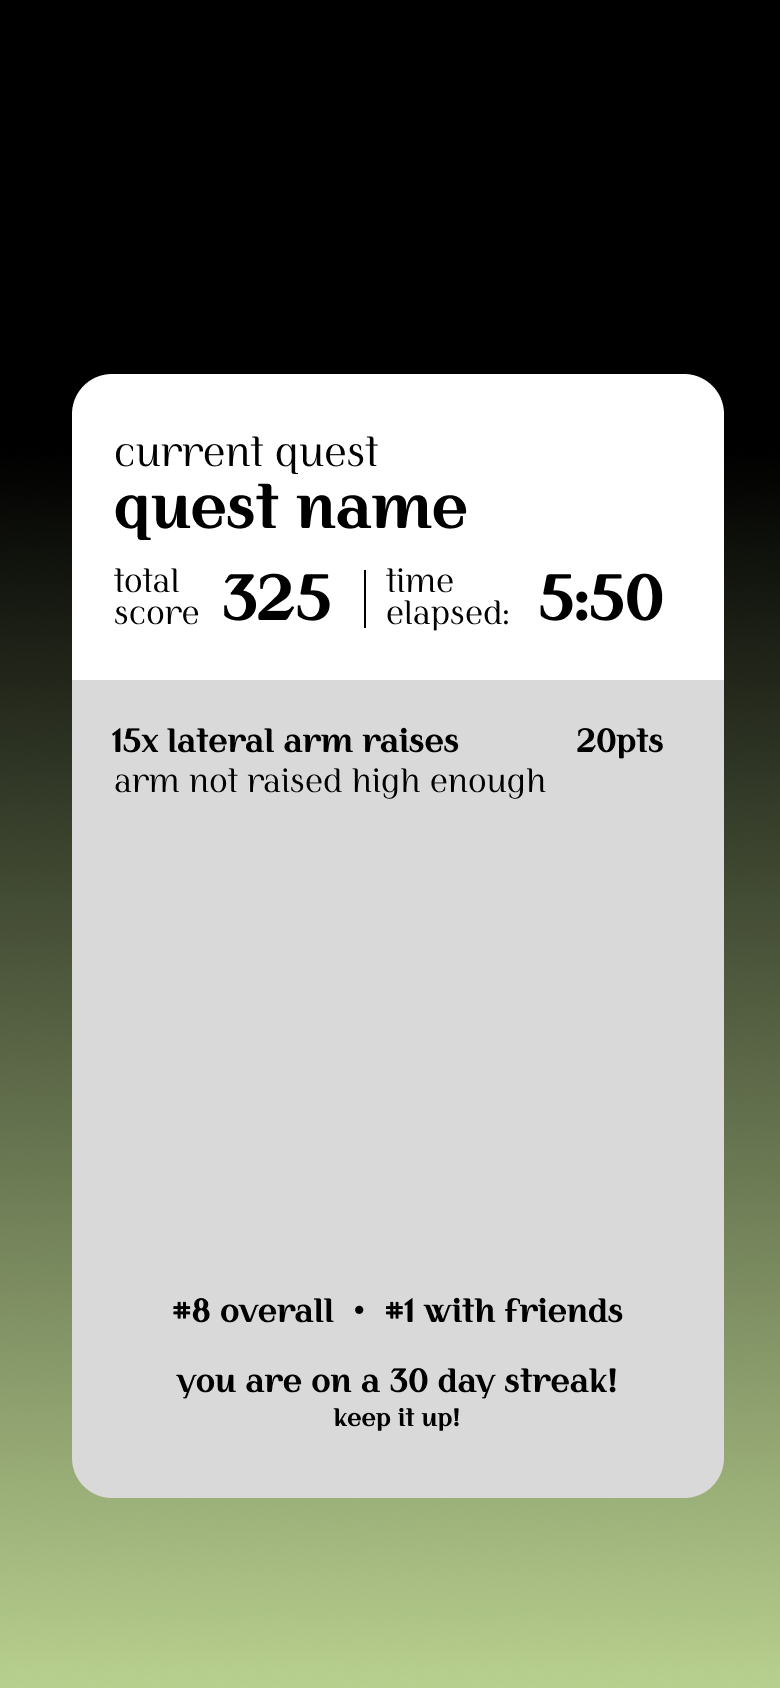 current quest
quest name
total score 325 | time elapsed: 5:50
15x lateral arm raises 20pts
arm not raised high enough
#8 overall • #1 with friends
you are on a 30 day streak!
keep it up!